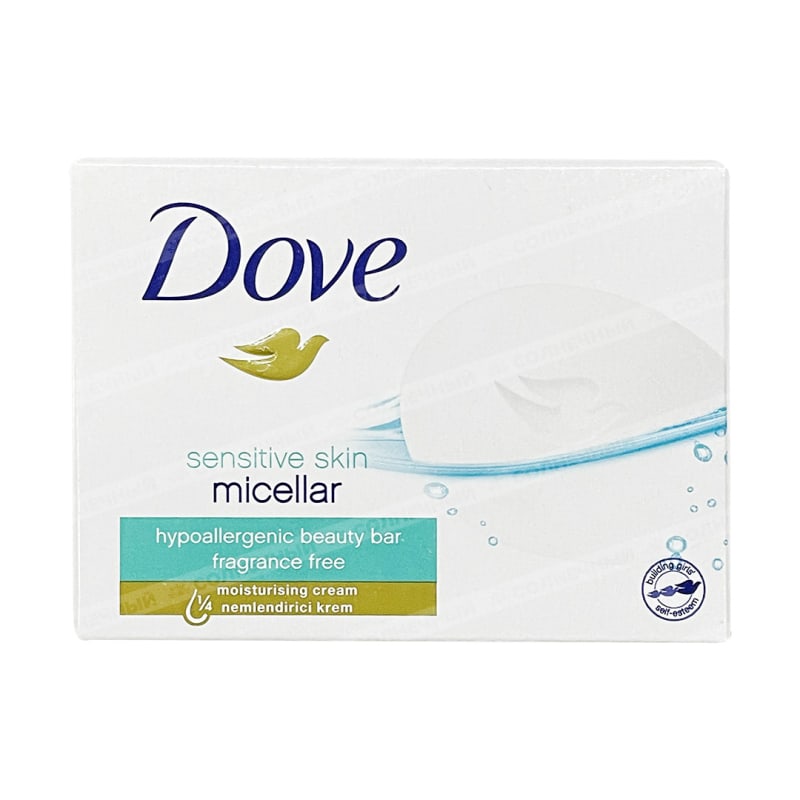 Dove
sensitive skin
micellar
hypoallergenic beauty bar
fragrance free
1/4
moisturising cream
nemlendirici krem
building girls'
self-esteem